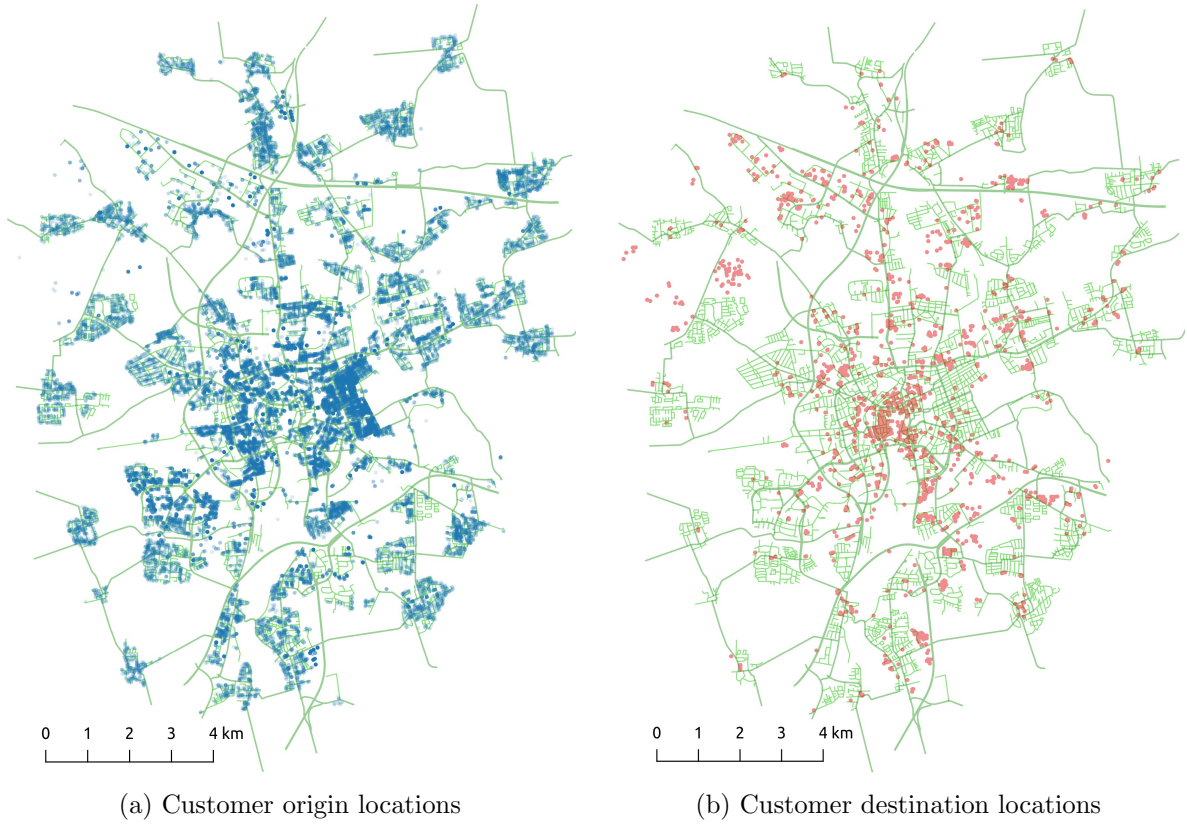 0 1 2 3 4 km
0 1 2 3 4 km
(a) Customer origin locations
(b) Customer destination locations